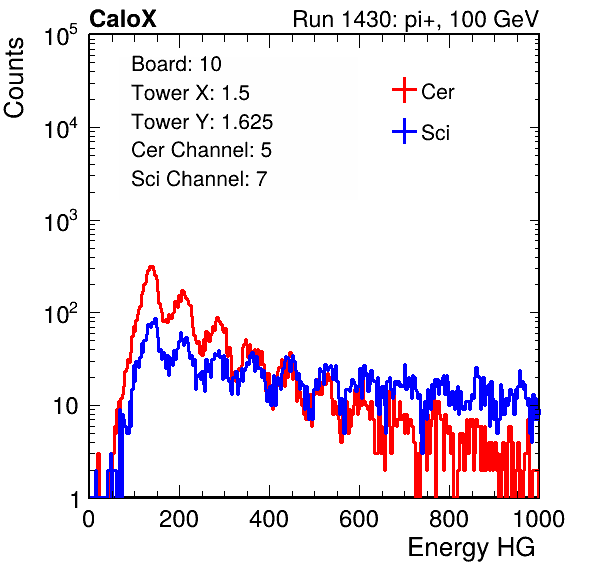 CaloX Run 1430: pi+, 100 GeV
Board: 10
Tower X: 1.5
Tower Y: 1.625
Cer Channel: 5
Sci Channel: 7
Cer
Sci
Counts
10^5
10^4
10^3
10^2
10
1
0 200 400 600 800 1000
Energy HG